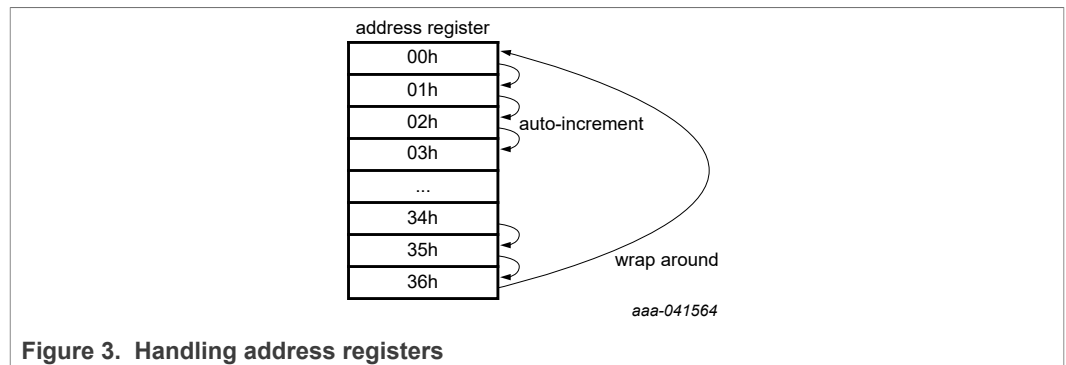 address register
00h
01h
02h
auto-increment
03h
...
34h
35h
wrap around
36h
aaa-041564
Figure 3. Handling address registers